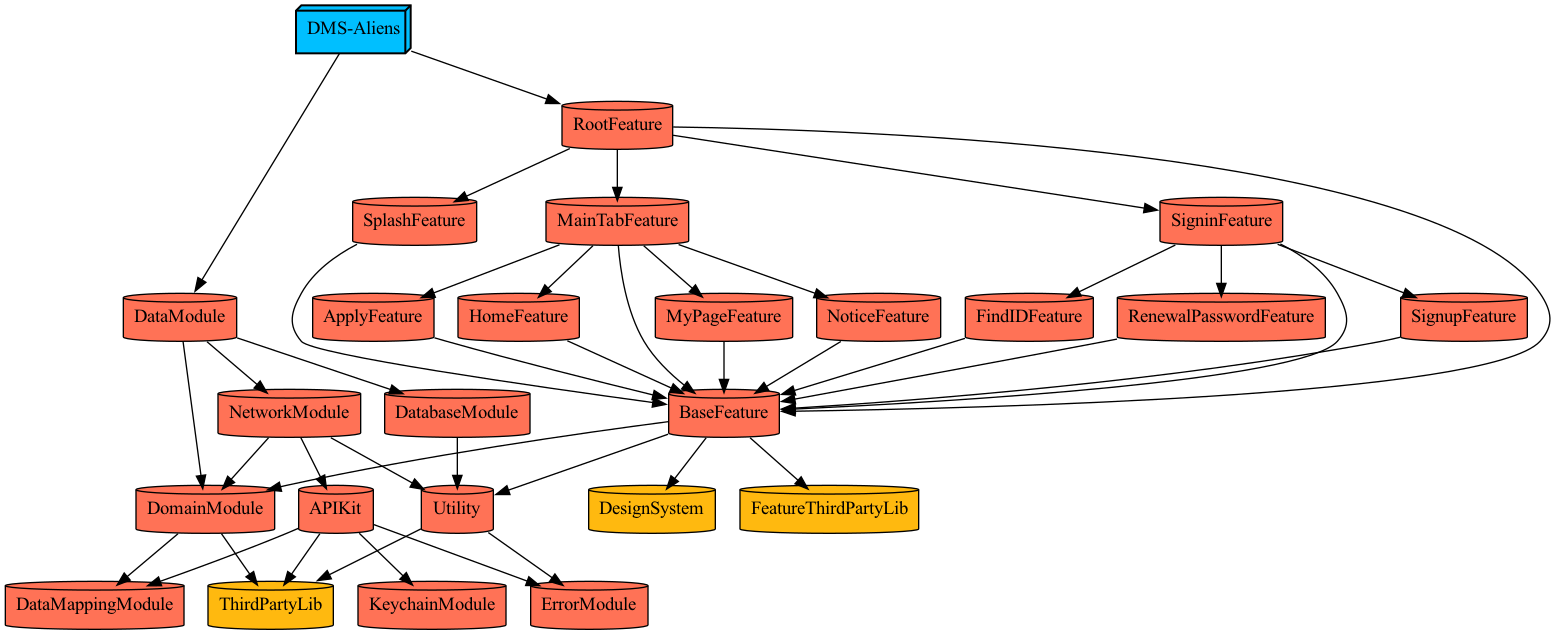 DMS-Aliens
RootFeature
SplashFeature
MainTabFeature
SigninFeature
DataModule
ApplyFeature
HomeFeature
MyPageFeature
NoticeFeature
FindIDFeature
RenewalPasswordFeature
SignupFeature
NetworkModule
DatabaseModule
BaseFeature
DomainModule
APIKit
Utility
DesignSystem
FeatureThirdPartyLib
DataMappingModule
ThirdPartyLib
KeychainModule
ErrorModule